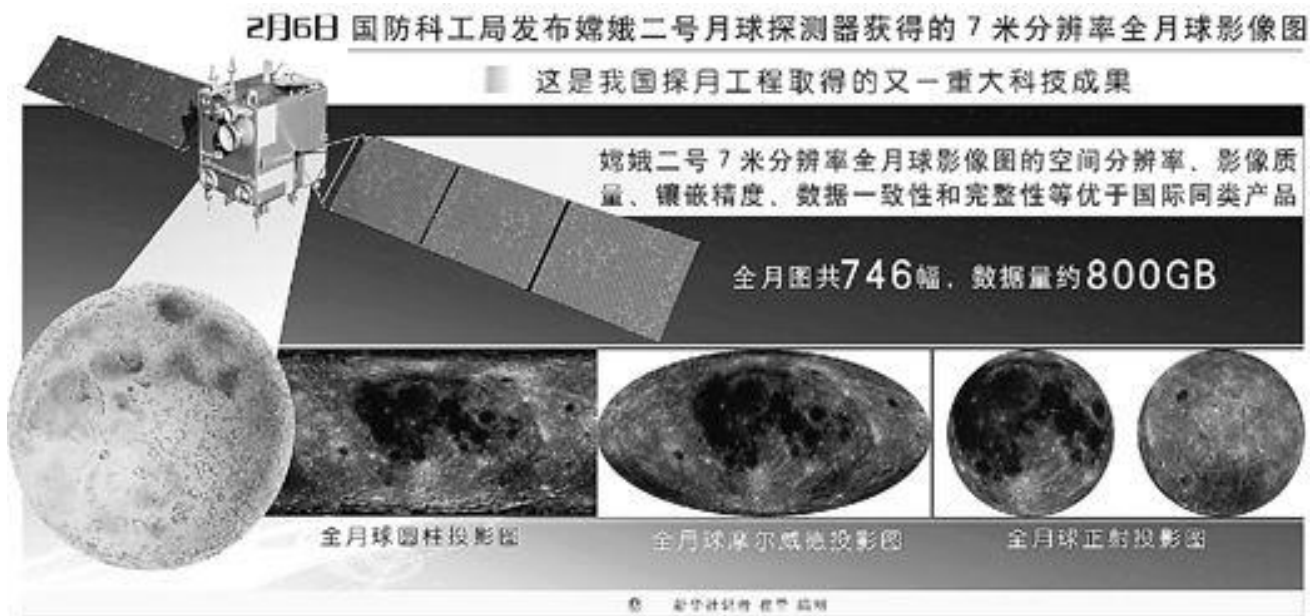 2月6日 国防科工局发布嫦娥二号月球探测器获得的7米分辨率全月球影像图
这是我国探月工程取得的又一重大科技成果
嫦娥二号7米分辨率全月球影像图的空间分辨率、影像质
量、镶嵌精度、数据一致性和完整性等优于国际同类产品
全月图共746幅，数据量约800GB
全月球圆柱投影图
全月球摩尔威德投影图
全月球正射投影图
新华社记者 编制